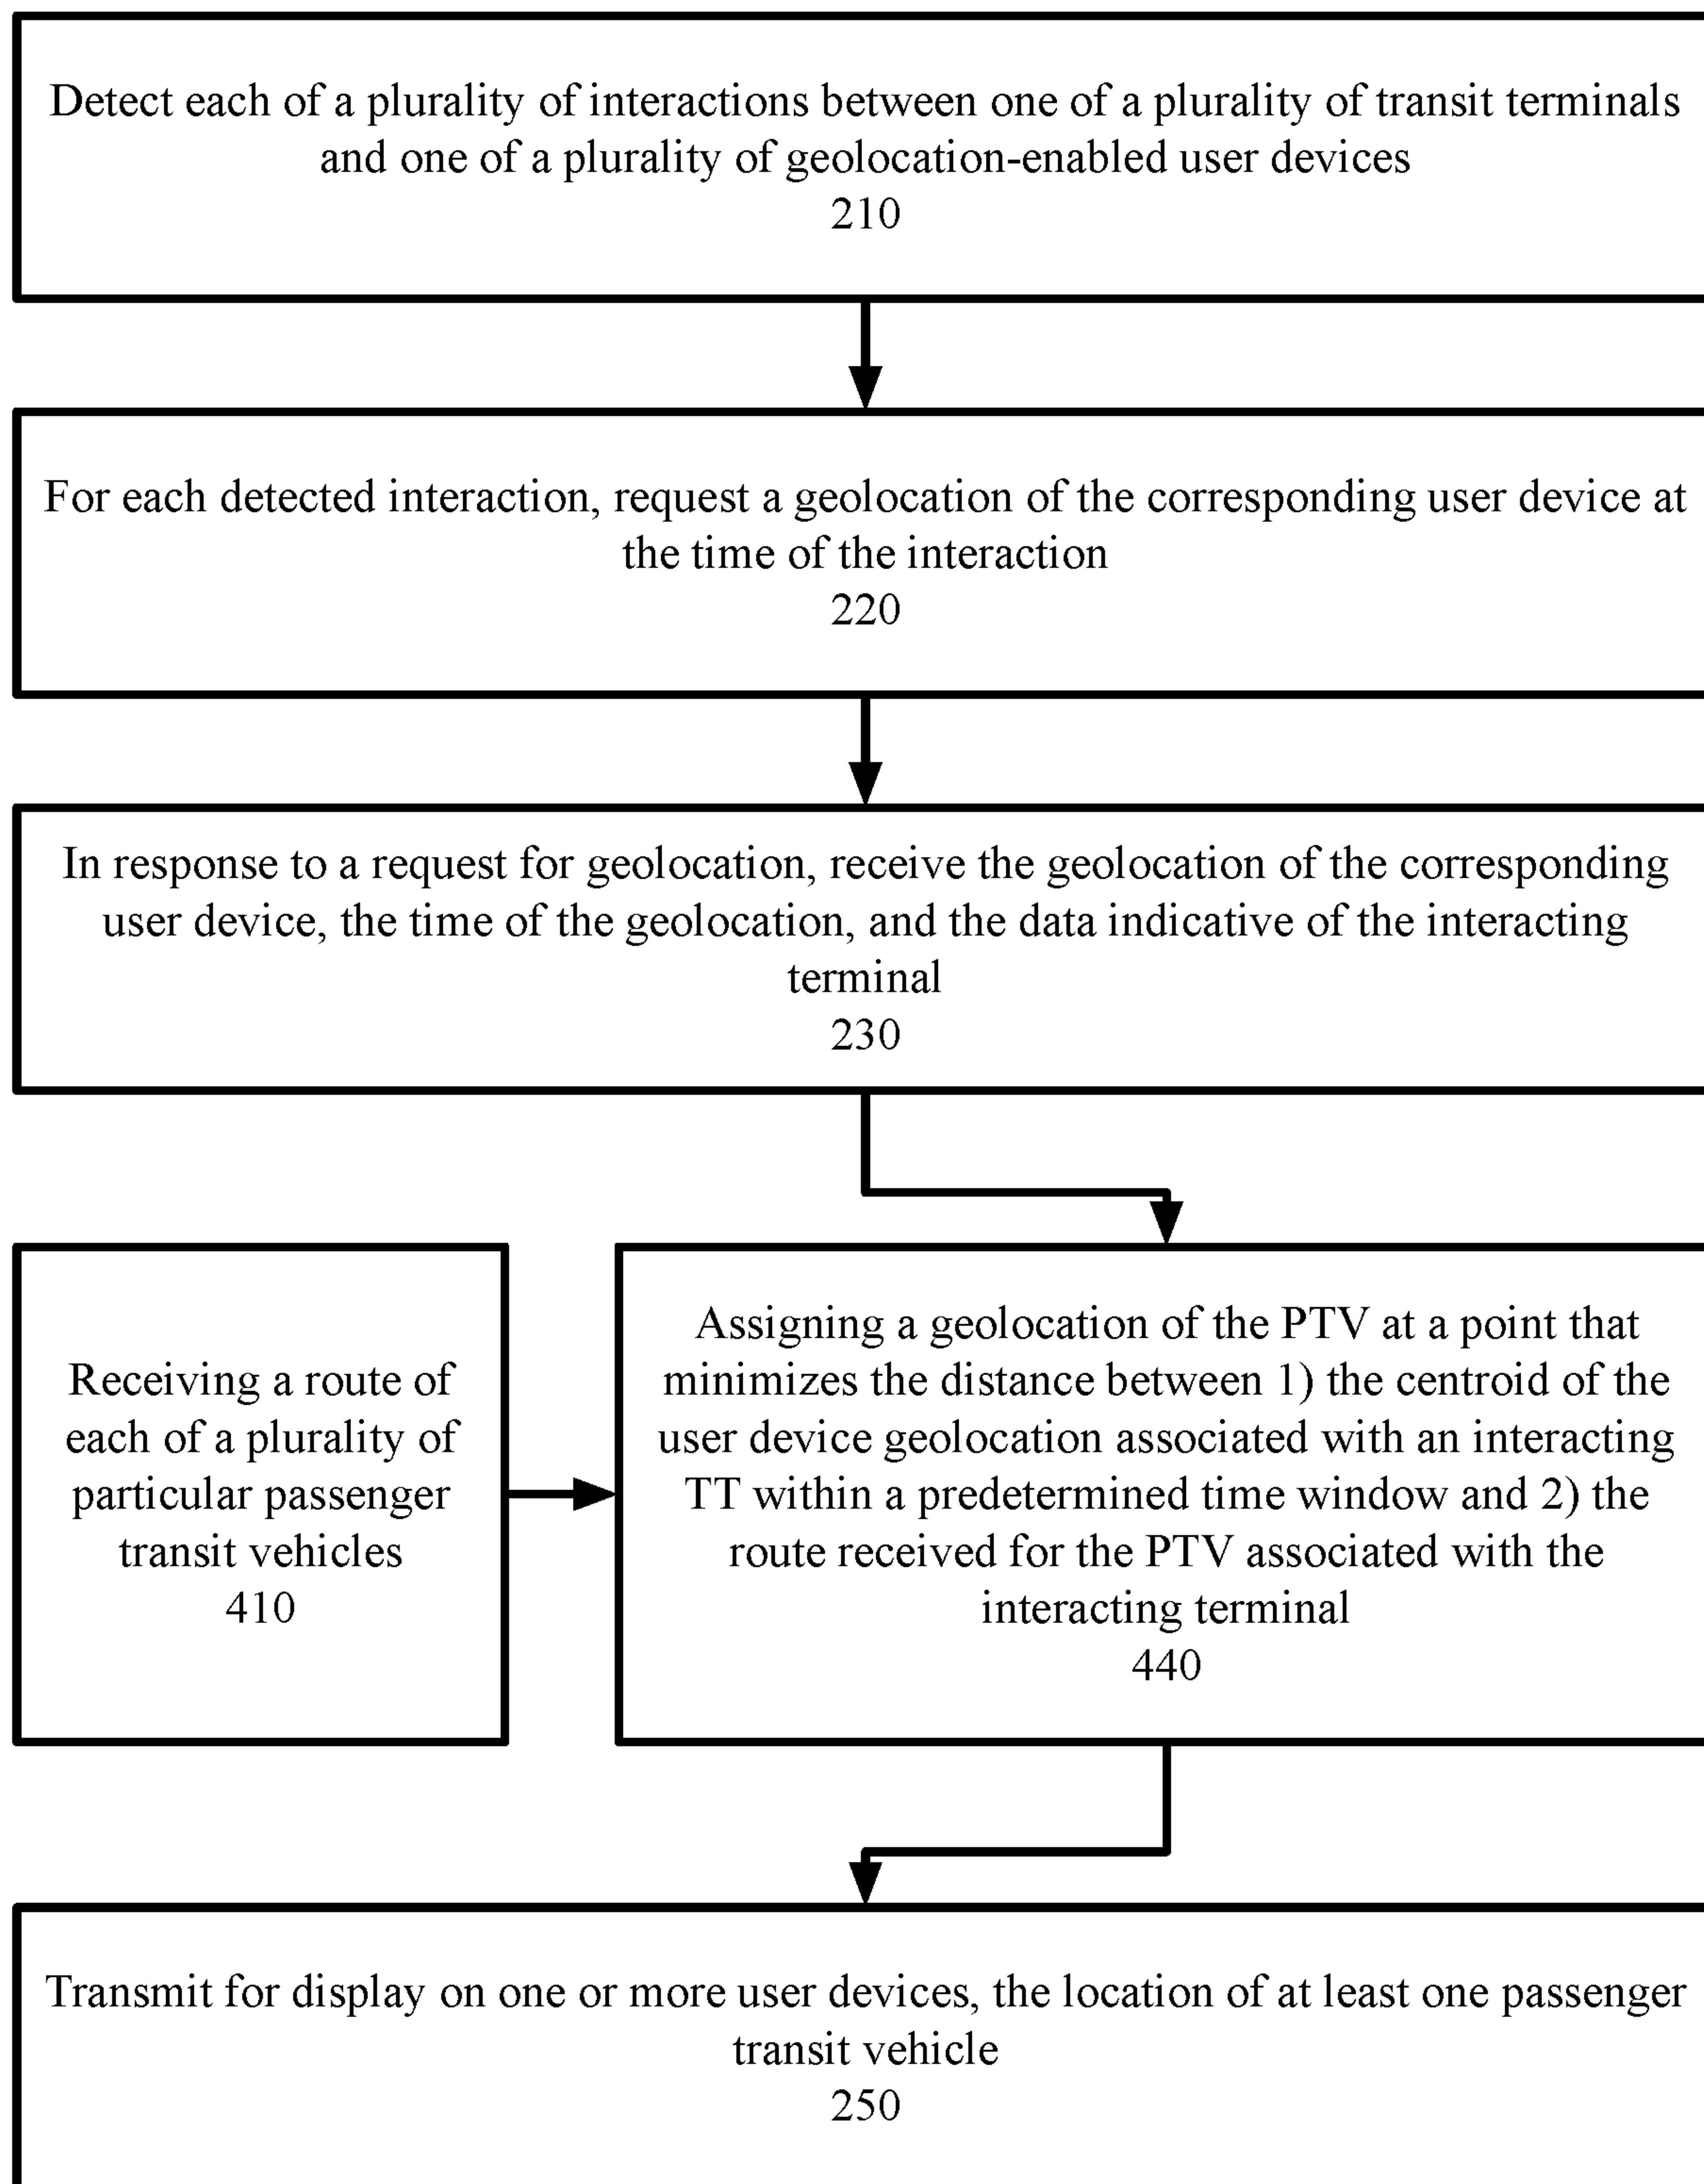 Detect each of a plurality of interactions between one of a plurality of transit terminals
and one of a plurality of geolocation-enabled user devices
210
For each detected interaction, request a geolocation of the corresponding user device at
the time of the interaction
220
In response to a request for geolocation, receive the geolocation of the corresponding
user device, the time of the geolocation, and the data indicative of the interacting
terminal
230
Receiving a route of
each of a plurality of
particular passenger
transit vehicles
410
Assigning a geolocation of the PTV at a point that
minimizes the distance between 1) the centroid of the
user device geolocation associated with an interacting
TT within a predetermined time window and 2) the
route received for the PTV associated with the
interacting terminal
440
Transmit for display on one or more user devices, the location of at least one passenger
transit vehicle
250